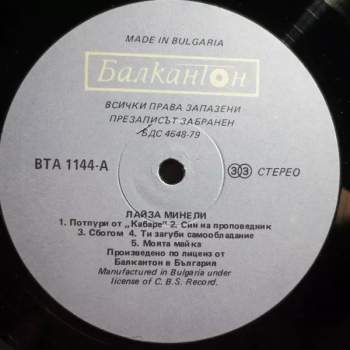 MADE IN BULGARIA
Балкантон
ВСИЧКИ ПРАВА ЗАПАЗЕНИ
ПРЕЗАПИСЪТ ЗАБРАНЕН
БДС 4648-79
ВТА 1144-А
33 СТЕРЕО
ЛАЙЗА МИНЕЛИ
1. Потпури от „Кабаре“ 2. Син на проповедник
3. Сбогом 4. Ти загуби самообладание
5. Моята майка
Произведено по лиценз от
Балкантон в България
Manufactured in Bulgaria under
license of C. B. S. Record.